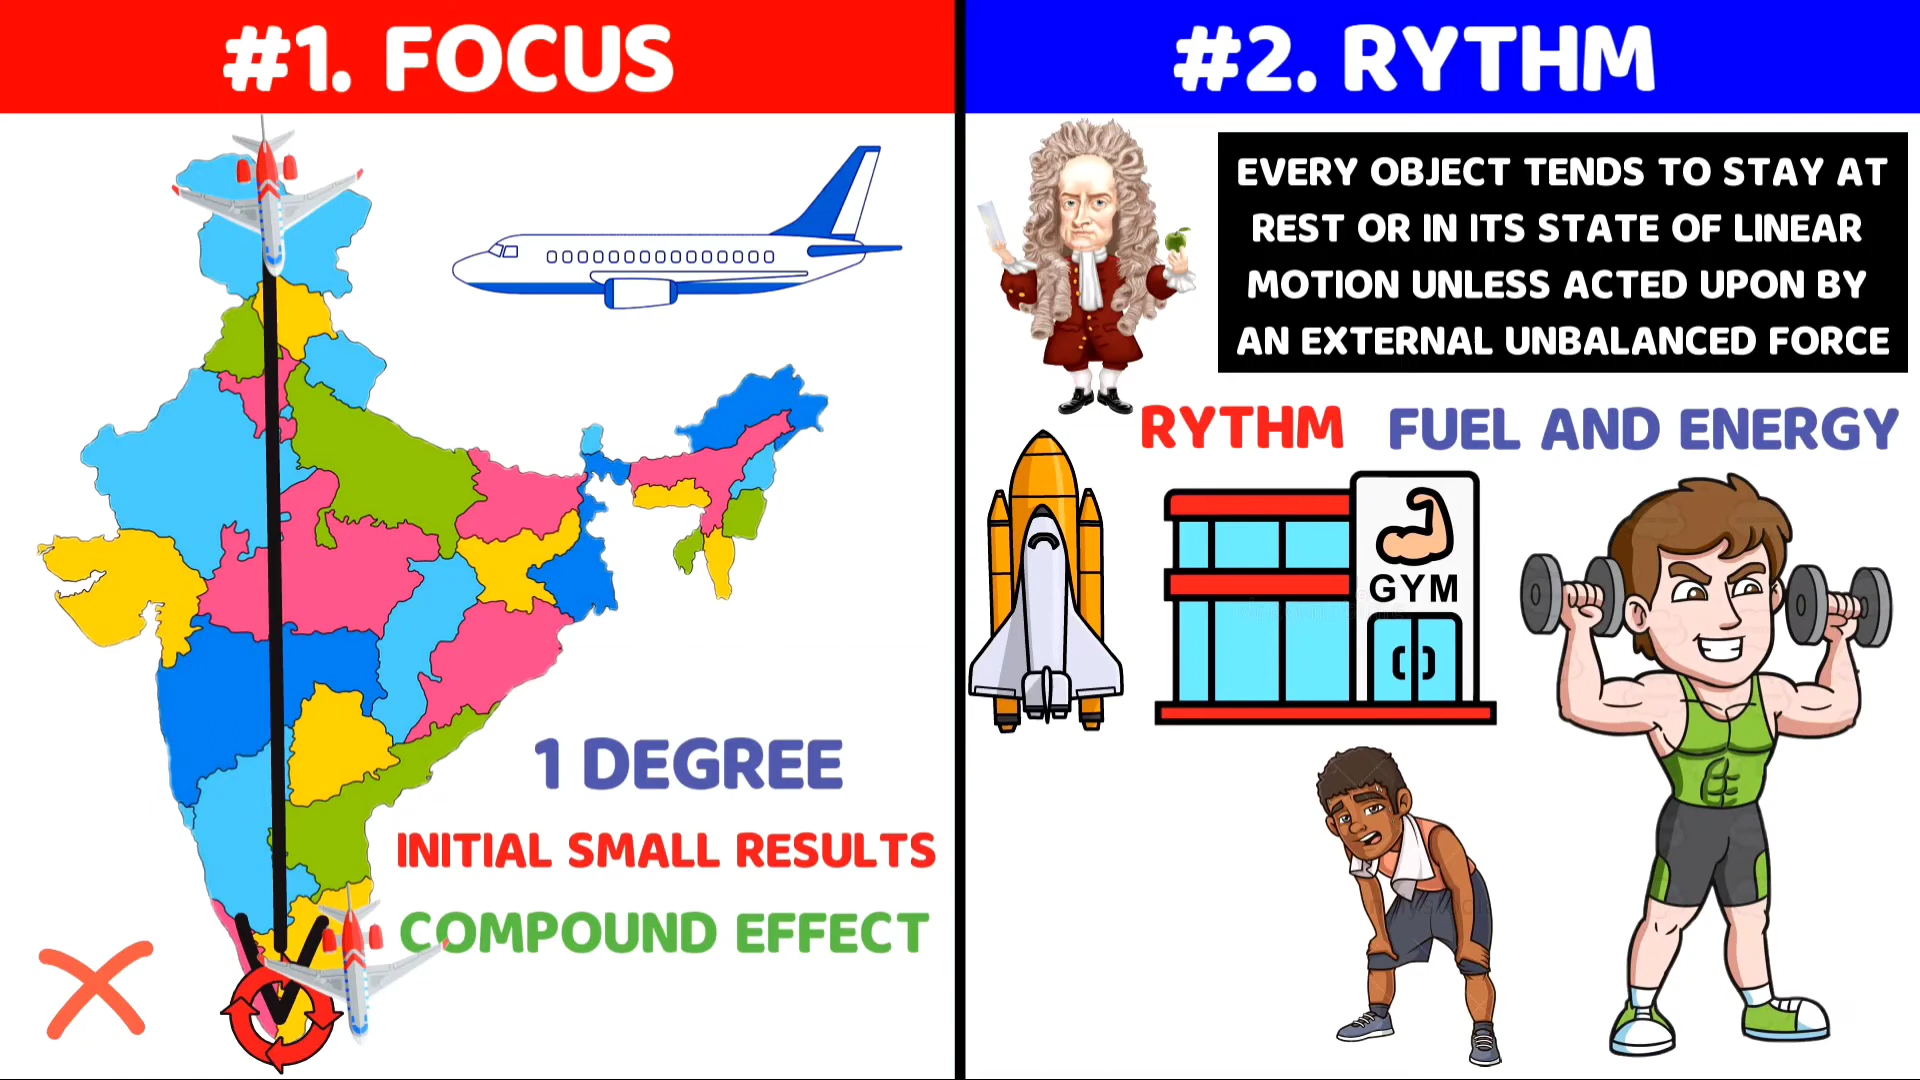 #1. FOCUS
1 DEGREE
INITIAL SMALL RESULTS
COMPOUND EFFECT
#2. RYTHM
EVERY OBJECT TENDS TO STAY AT
REST OR IN ITS STATE OF LINEAR
MOTION UNLESS ACTED UPON BY
AN EXTERNAL UNBALANCED FORCE
RYTHM FUEL AND ENERGY
GYM